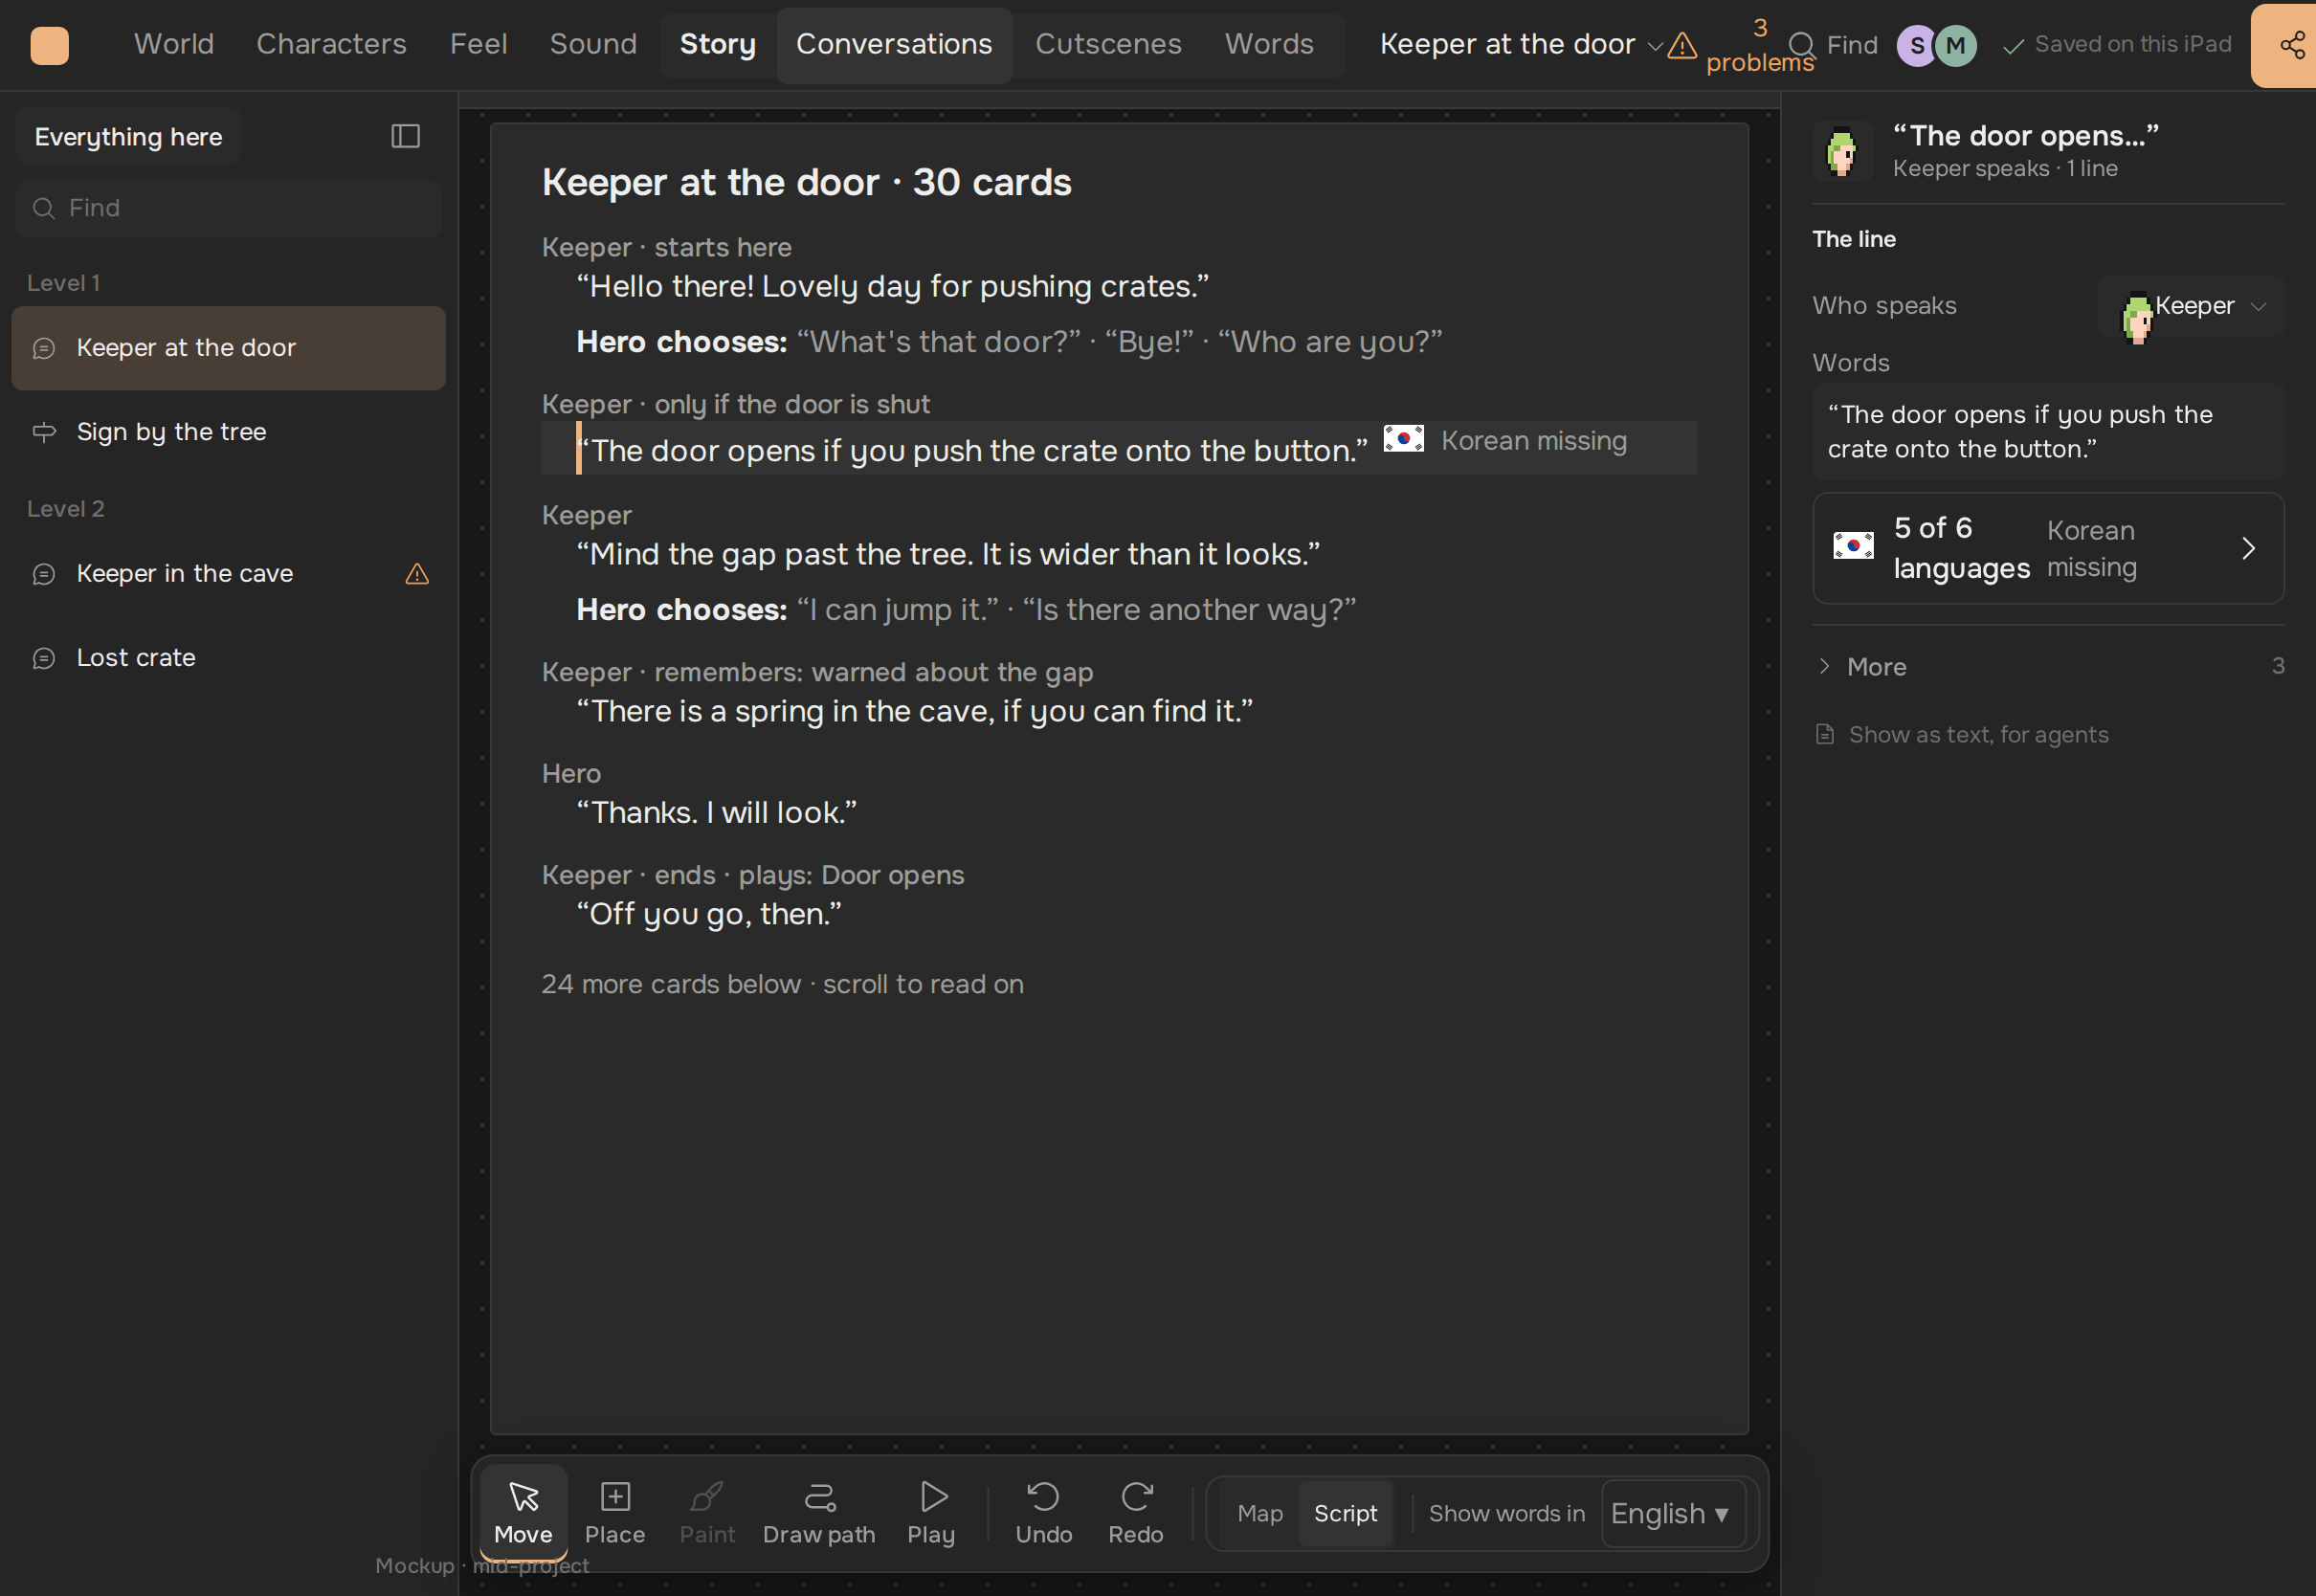 World Characters Feel Sound Story Conversations Cutscenes Words Keeper at the door 3 problems Find S M Saved on this iPad
Everything here
Find
Level 1
Keeper at the door
Sign by the tree
Level 2
Keeper in the cave
Lost crate
Keeper at the door · 30 cards
Keeper · starts here
“Hello there! Lovely day for pushing crates.”
Hero chooses: “What's that door?” · “Bye!” · “Who are you?”
Keeper · only if the door is shut
“The door opens if you push the crate onto the button.” Korean missing
Keeper
“Mind the gap past the tree. It is wider than it looks.”
Hero chooses: “I can jump it.” · “Is there another way?”
Keeper · remembers: warned about the gap
“There is a spring in the cave, if you can find it.”
Hero
“Thanks. I will look.”
Keeper · ends · plays: Door opens
“Off you go, then.”
24 more cards below · scroll to read on
“The door opens...”
Keeper speaks · 1 line
The line
Who speaks Keeper
Words
“The door opens if you push the
crate onto the button.”
5 of 6 languages Korean missing
More 3
Show as text, for agents
Move Place Paint Draw path Play Undo Redo Map Script Show words in English ▾
Mockup · mid-project